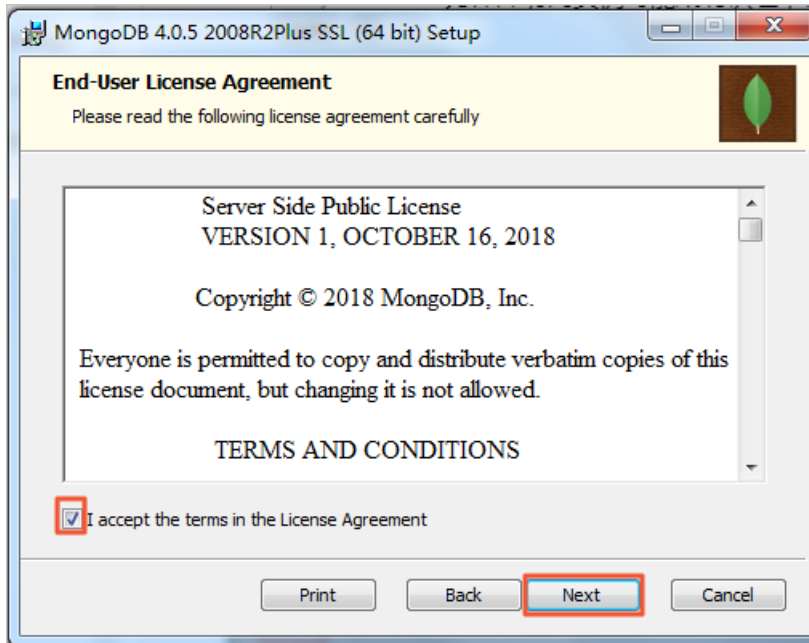 MongoDB 4.0.5 2008R2Plus SSL (64 bit) Setup
End-User License Agreement
Please read the following license agreement carefully
Server Side Public License
VERSION 1, OCTOBER 16, 2018
Copyright © 2018 MongoDB, Inc.
Everyone is permitted to copy and distribute verbatim copies of this
license document, but changing it is not allowed.
TERMS AND CONDITIONS
I accept the terms in the License Agreement
Print Back Next Cancel